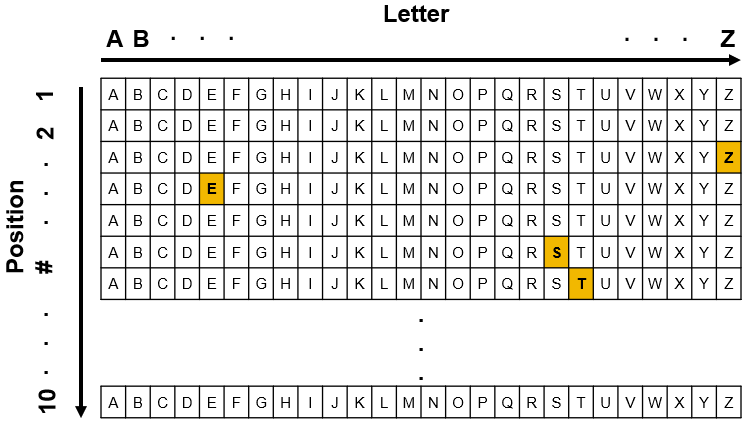 Letter
A B . . . . . . Z
Position
1 2 . . . # . . . 10
A B C D E F G H I J K L M N O P Q R S T U V W X Y Z
A B C D E F G H I J K L M N O P Q R S T U V W X Y Z
A B C D E F G H I J K L M N O P Q R S T U V W X Y Z
A B C D E F G H I J K L M N O P Q R S T U V W X Y Z
A B C D E F G H I J K L M N O P Q R S T U V W X Y Z
A B C D E F G H I J K L M N O P Q R S T U V W X Y Z
A B C D E F G H I J K L M N O P Q R S T U V W X Y Z
.
.
.
A B C D E F G H I J K L M N O P Q R S T U V W X Y Z